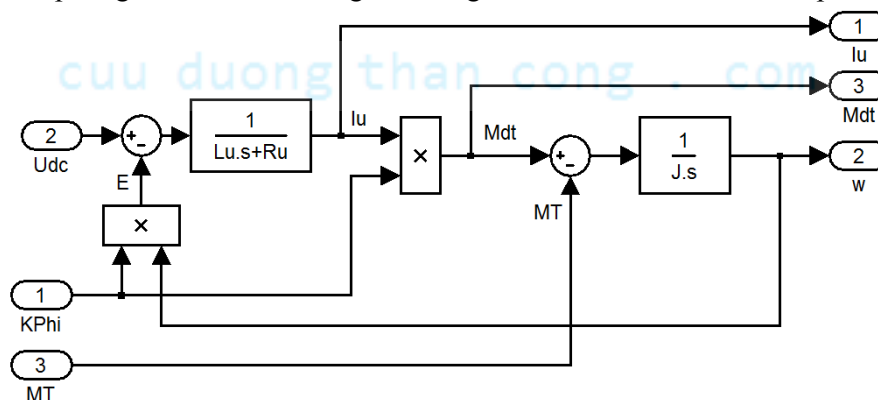 1
Iu
cuu duong than cong . com
3
Mdt
2
Udc
+
-
1
Lu.s+Ru
Iu
×
Mdt
+
-
1
J.s
2
w
E
×
MT
1
KPhi
3
MT